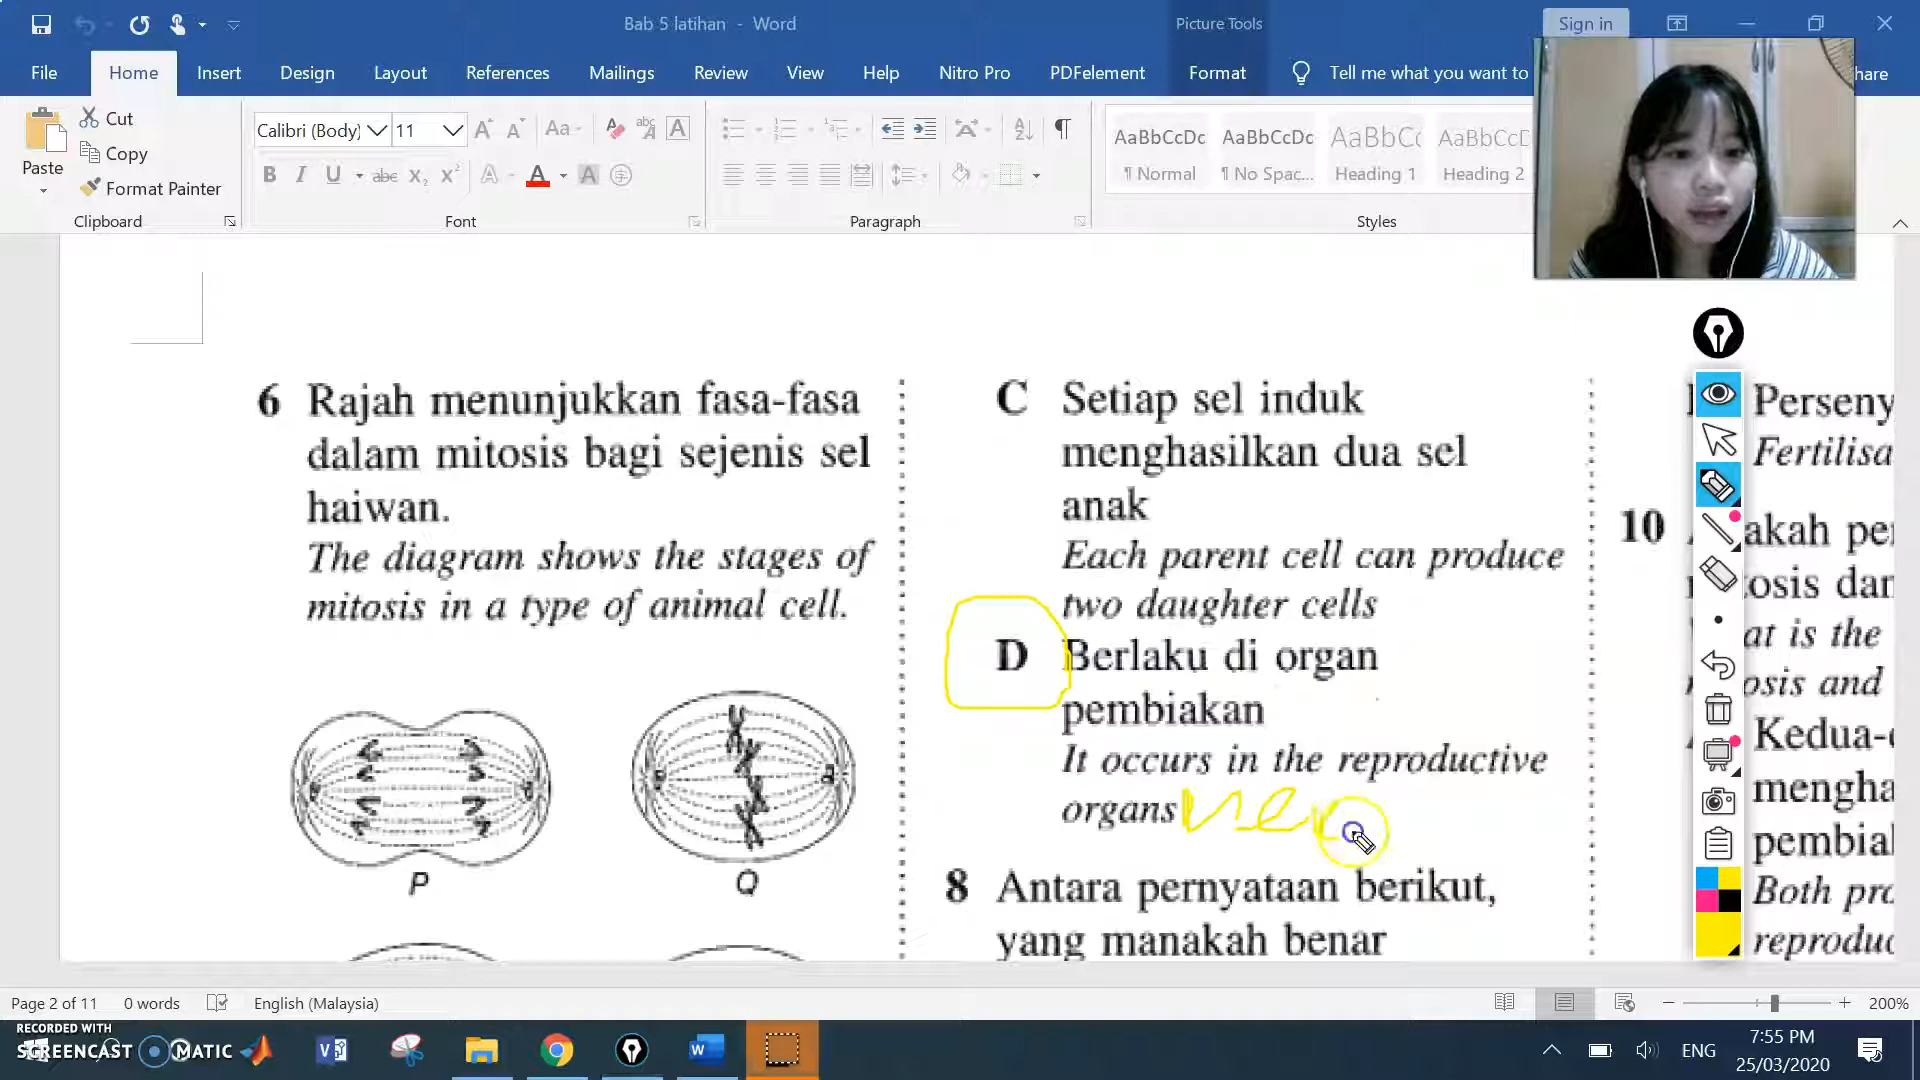 Bab 5 latihan - Word
Picture Tools
Sign in
File
Home
Insert
Design
Layout
References
Mailings
Review
View
Help
Nitro Pro
PDFelement
Format
Tell me what you want to
hare
Cut
Copy
Format Painter
Paste
Clipboard
Calibri (Body)
11
Font
Paragraph
AaBbCcDc
¶ Normal
AaBbCcDc
¶ No Spac...
AaBbCc
Heading 1
AaBbCcD
Heading 2
Styles
6 Rajah menunjukkan fasa-fasa
dalam mitosis bagi sejenis sel
haiwan.
The diagram shows the stages of
mitosis in a type of animal cell.
P
Q
C Setiap sel induk
menghasilkan dua sel
anak
Each parent cell can produce
two daughter cells
D Berlaku di organ
pembiakan
It occurs in the reproductive
organs
8 Antara pernyataan berikut,
yang manakah benar
Perseny
Fertilisa
10
akah per
osis dan
at is the
osis and
Kedua-
mengha
pembia
Both pro
reproduc
Page 2 of 11
0 words
English (Malaysia)
200%
RECORDED WITH
SCREENCAST MATIC
ENG
7:55 PM
25/03/2020